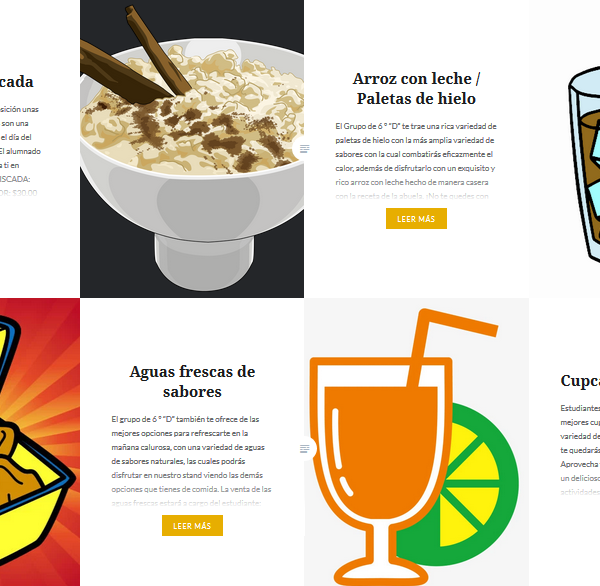 cada
sición unas
son una
el día del
El alumnado
a ti en
ISCADA;
OR: $30.00
Arroz con leche /
Paletas de hielo
El Grupo de 6 ° "D" te trae una rica variedad de
paletas de hielo con la más amplia variedad de
sabores con la cual combatirás eficazmente el
calor, además de disfrutarlo con un exquisito y
rico arroz con leche hecho de manera casera
con la receta de la abuela. ¡No te quedes con
LEER MÁS
Aguas frescas de
sabores
El grupo de 6 ° "D" también te ofrece de las
mejores opciones para refrescarte en la
mañana calurosa, con una variedad de aguas
de sabores naturales, las cuales podrás
disfrutar en nuestro stand viendo las demás
opciones que tienes de comida. La venta de las
aguas frescas estará a cargo del estudiante:
LEER MÁS
Cupca
Estudiantes
mejores cup
variedad de
te quedarás
Aprovecha
un delicioso
actividades